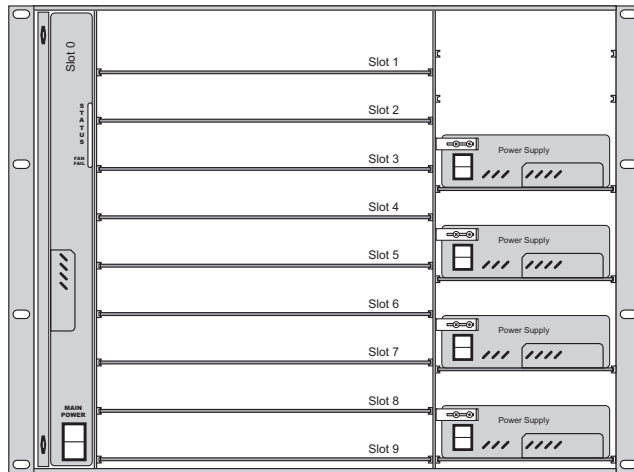 Slot 0
STATUS
FAN
FAIL
MAIN
POWER
Slot 1
Slot 2
Slot 3
Slot 4
Slot 5
Slot 6
Slot 7
Slot 8
Slot 9
Power Supply
Power Supply
Power Supply
Power Supply